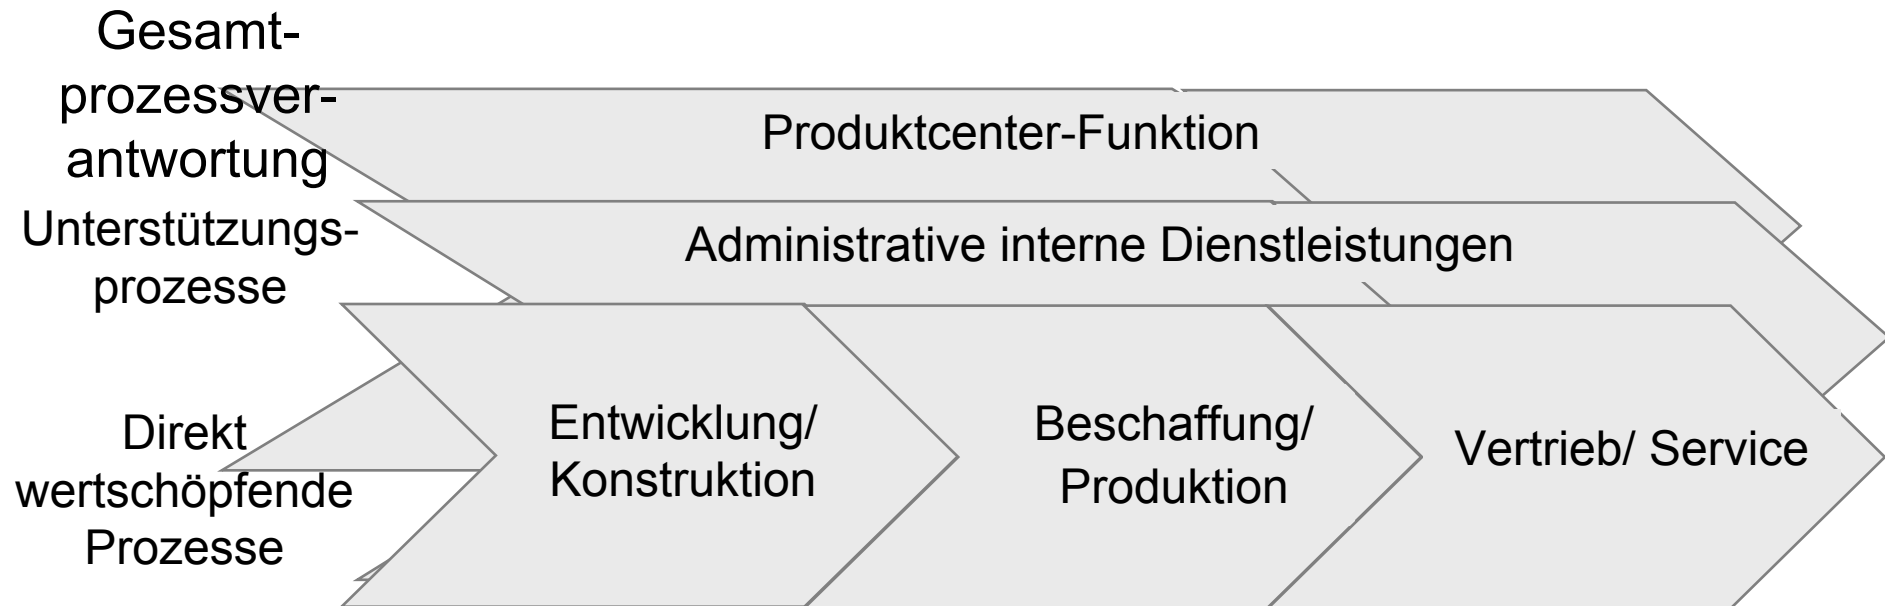 Gesamt-
prozessver-
antwortung
Produktcenter-Funktion
Unterstützungs-
prozesse
Administrative interne Dienstleistungen
Direkt
wertschöpfende
Prozesse
Entwicklung/
Konstruktion
Beschaffung/
Produktion
Vertrieb/ Service